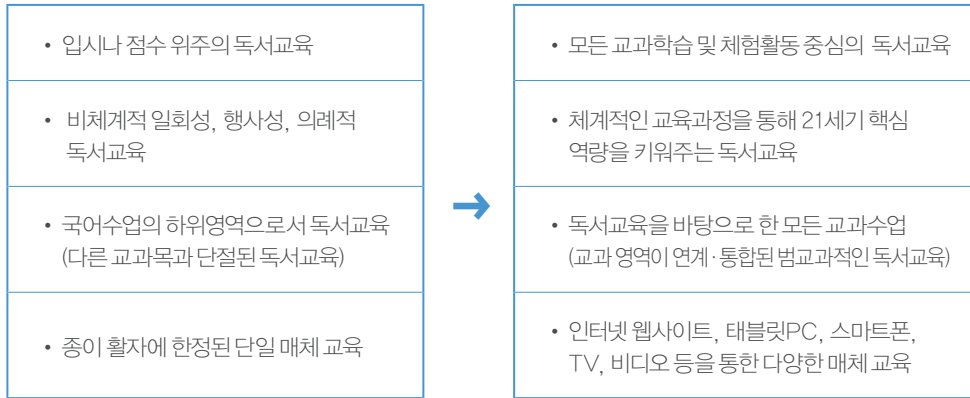 • 입시나 점수 위주의 독서교육
• 비체계적 일회성, 행사성, 의례적
독서교육
• 국어수업의 하위영역으로서 독서교육
(다른 교과목과 단절된 독서교육)
• 종이 활자에 한정된 단일 매체 교육
→
• 모든 교과학습 및 체험활동 중심의 독서교육
• 체계적인 교육과정을 통해 21세기 핵심
역량을 키워주는 독서교육
• 독서교육을 바탕으로 한 모든 교과수업
(교과 영역이 연계·통합된 범교과적인 독서교육)
• 인터넷 웹사이트, 태블릿PC, 스마트폰,
TV, 비디오 등을 통한 다양한 매체 교육